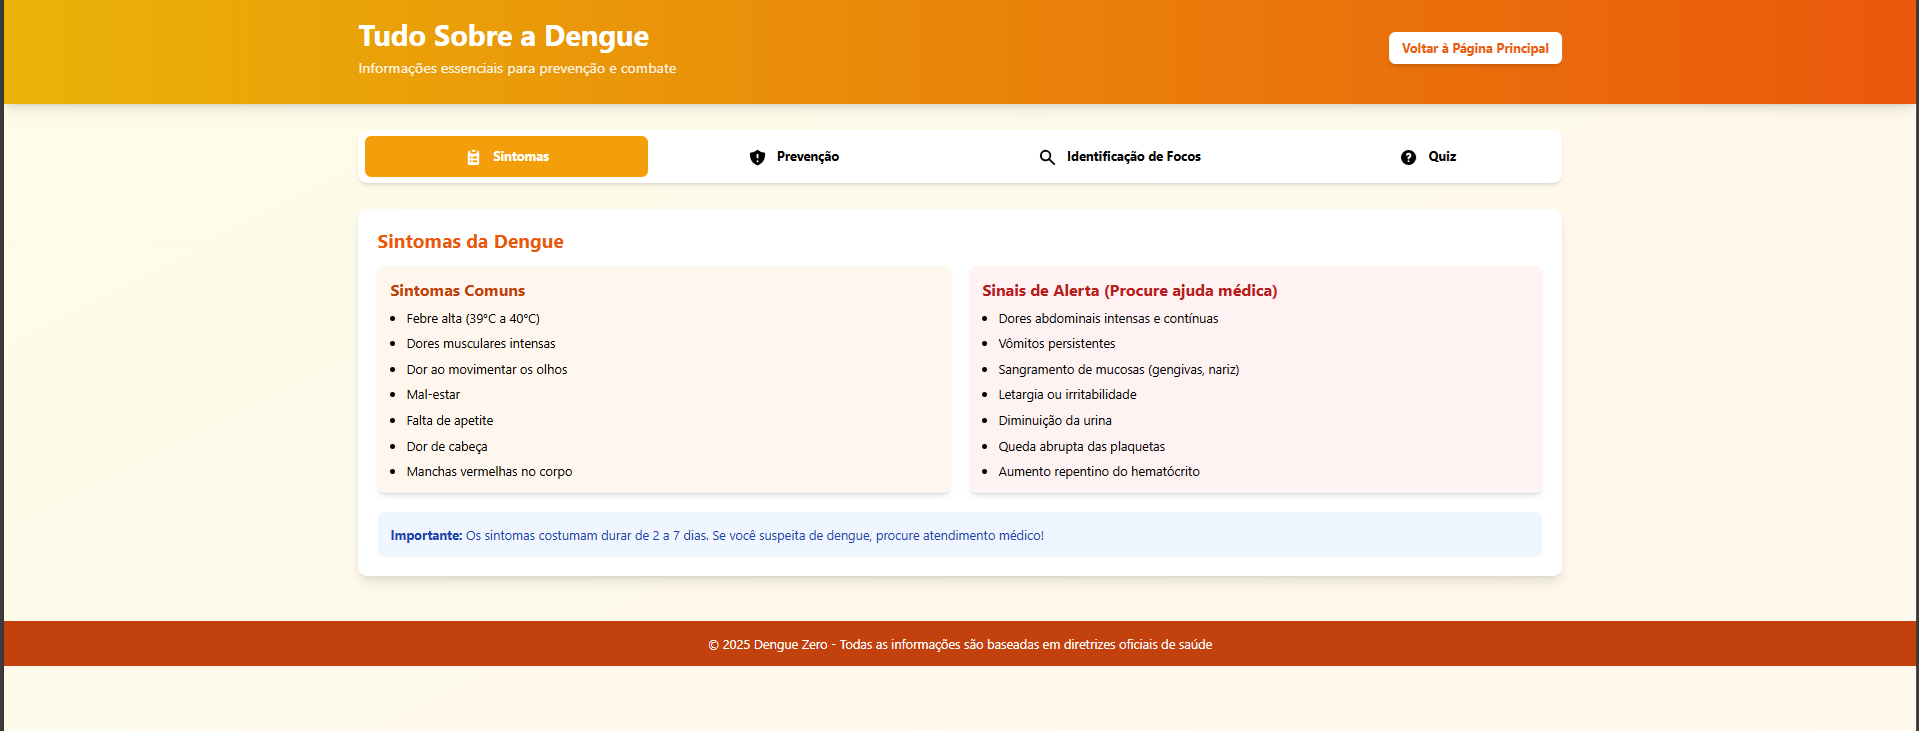 Tudo Sobre a Dengue
Informações essenciais para prevenção e combate
Voltar à Página Principal
Sintomas
Prevenção
Identificação de Focos
Quiz
Sintomas da Dengue
Sintomas Comuns
Febre alta (39°C a 40°C)
Dores musculares intensas
Dor ao movimentar os olhos
Mal-estar
Falta de apetite
Dor de cabeça
Manchas vermelhas no corpo
Sinais de Alerta (Procure ajuda médica)
Dores abdominais intensas e contínuas
Vômitos persistentes
Sangramento de mucosas (gengivas, nariz)
Letargia ou irritabilidade
Diminuição da urina
Queda abrupta das plaquetas
Aumento repentino do hematócrito
Importante: Os sintomas costumam durar de 2 a 7 dias. Se você suspeita de dengue, procure atendimento médico!
© 2025 Dengue Zero - Todas as informações são baseadas em diretrizes oficiais de saúde